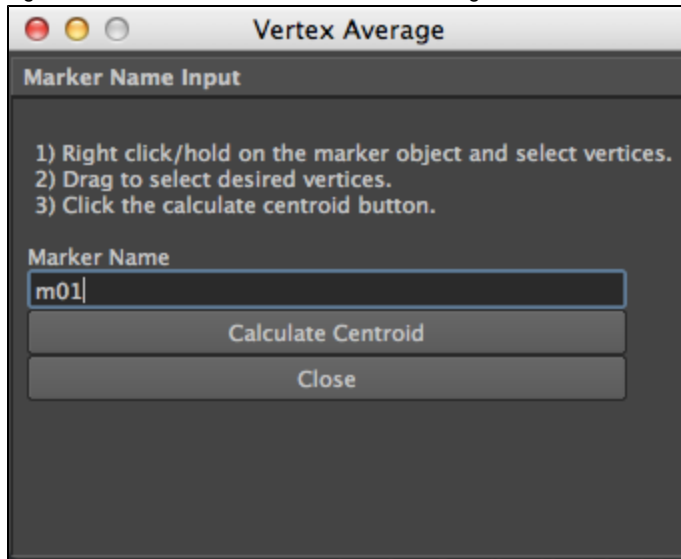 Vertex Average
Marker Name Input
1) Right click/hold on the marker object and select vertices.
2) Drag to select desired vertices.
3) Click the calculate centroid button.
Marker Name
m01
Calculate Centroid
Close